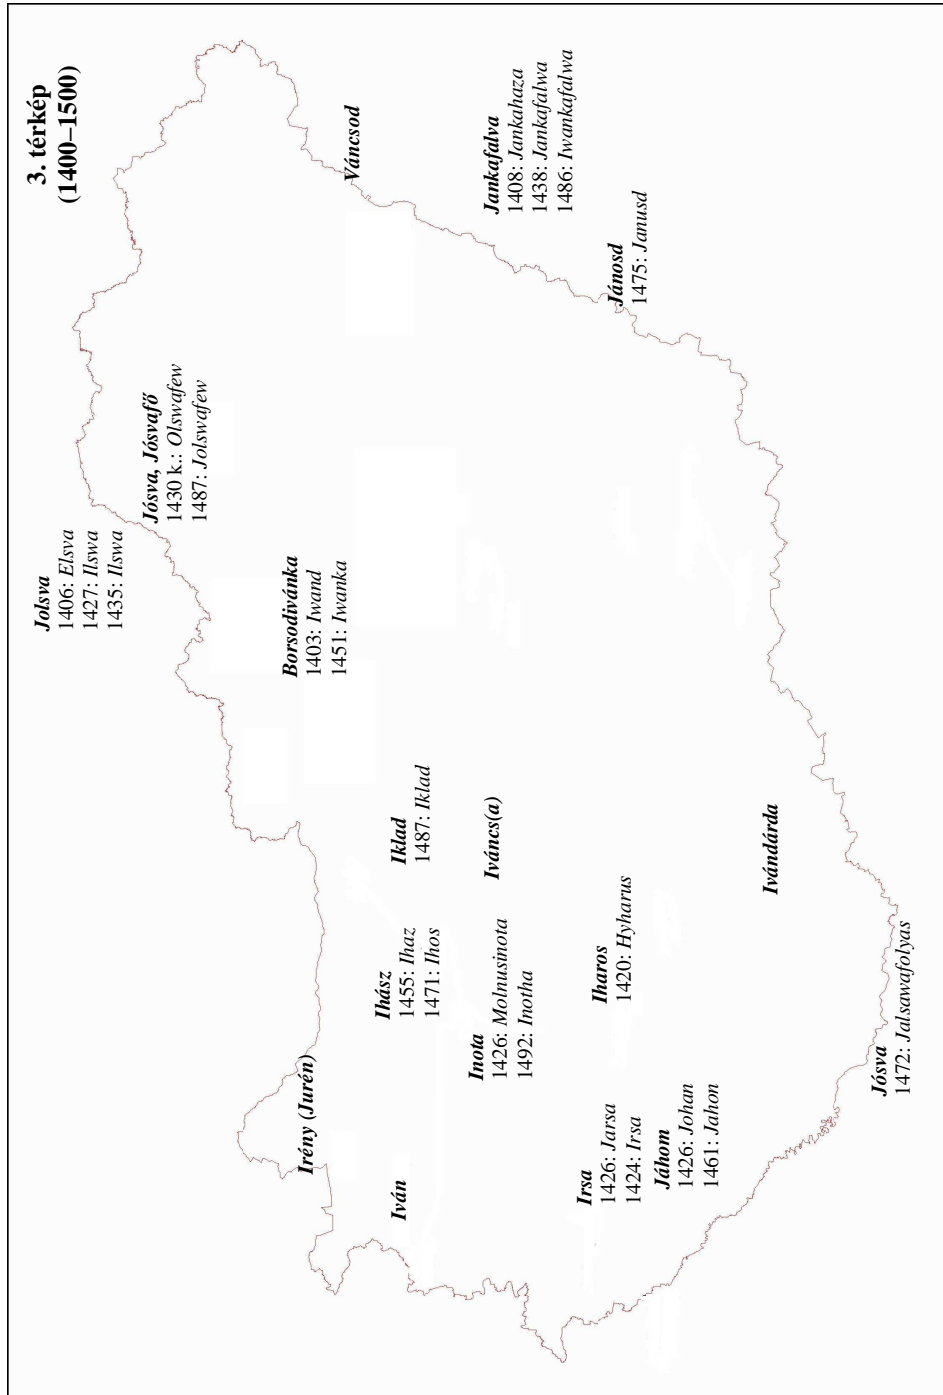 3. térkép
(1400–1500)
Jolsva
1406: Elsva
1427: Ilswa
1435: Ilswa
Jósva, Jósvafő
1430 k.: Olswafew
1487: Jolswafew
Borsodivánka
1403: Iwand
1451: Iwanka
Váncsod
Jankafalva
1408: Jankahaza
1438: Jankafalwa
1486: Iwankafalwa
Jánosd
1475: Janusd
Irény (Jurén)
Iván
Ihász
1455: Ihaz
1471: Ihos
Iklad
1487: Iklad
Inota
1426: Molnusinota
1492: Inotha
Iváncs(a)
Irsa
1426: Jarsa
1424: Irsa
Iharos
1420: Hyharus
Jáhom
1426: Johan
1461: Jahon
Ivándárda
Jósva
1472: Jalsawafolyas